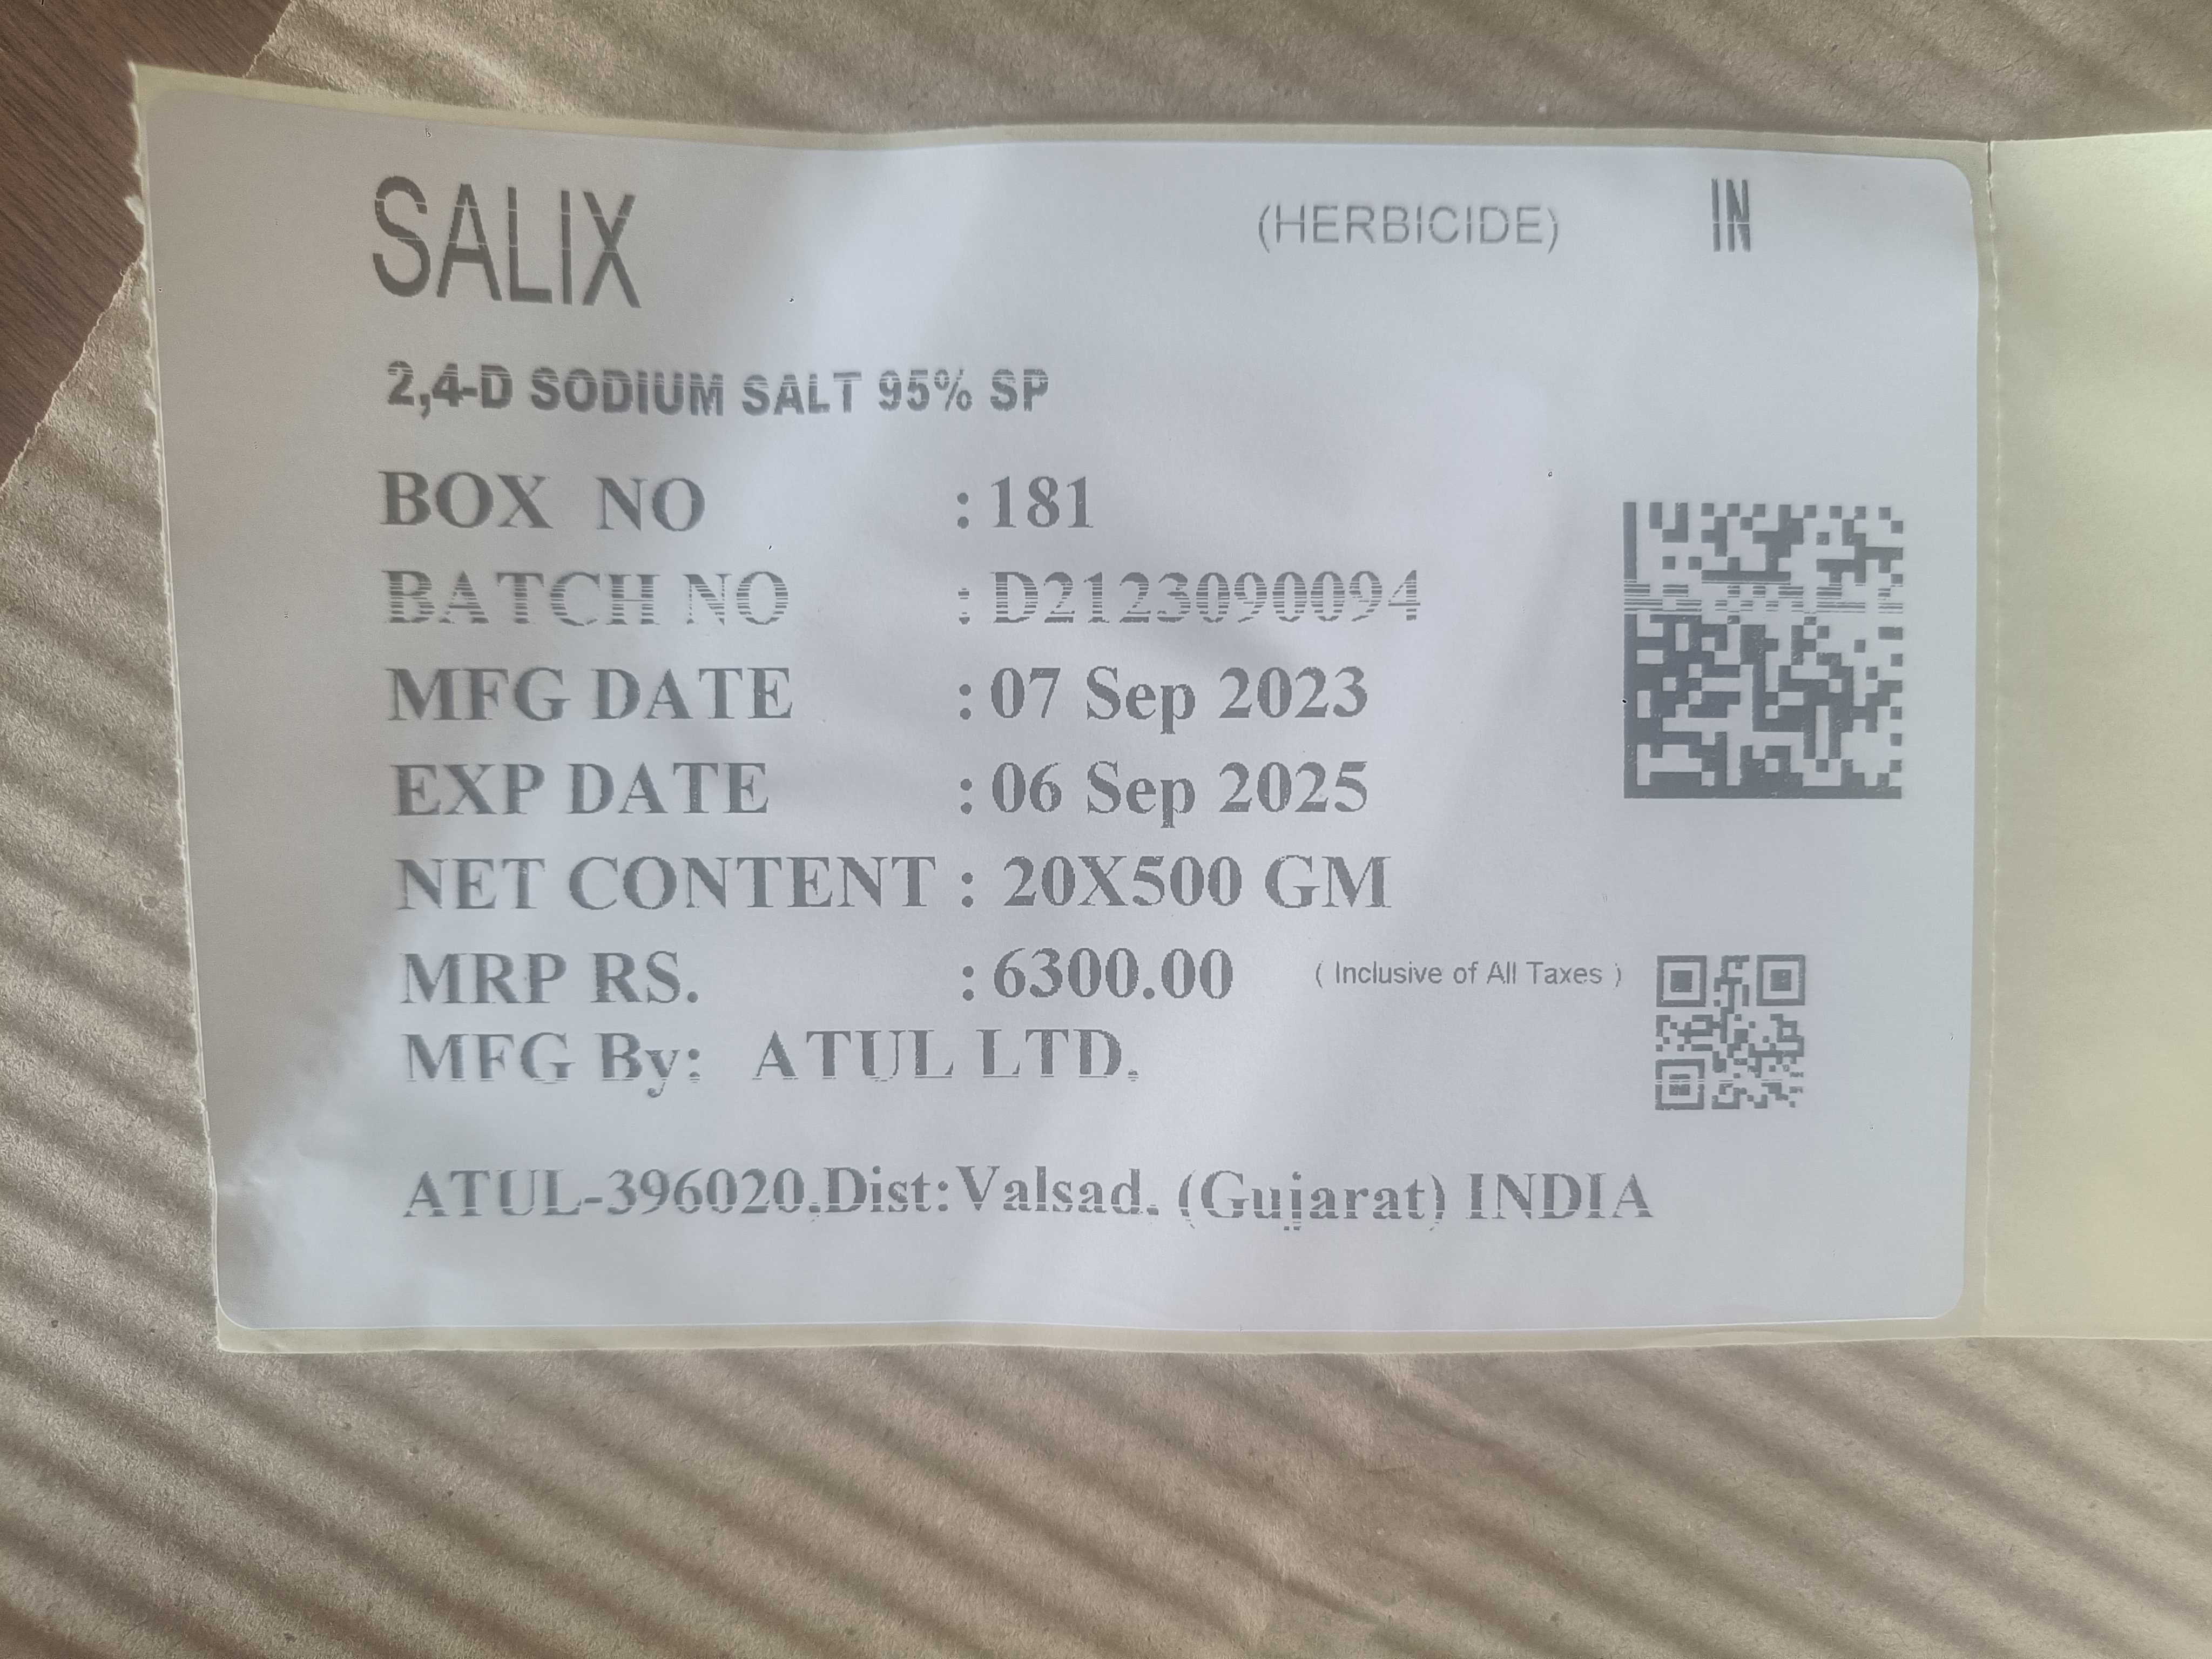 SALIX (HERBICIDE) IN
2,4-D SODIUM SALT 95% SP
BOX NO : 181
BATCH NO : D2123090094
MFG DATE : 07 Sep 2023
EXP DATE : 06 Sep 2025
NET CONTENT : 20X500 GM
MRP RS. : 6300.00 ( Inclusive of All Taxes )
MFG By: ATUL LTD.
ATUL-396020.Dist:Valsad. (Gujarat) INDIA